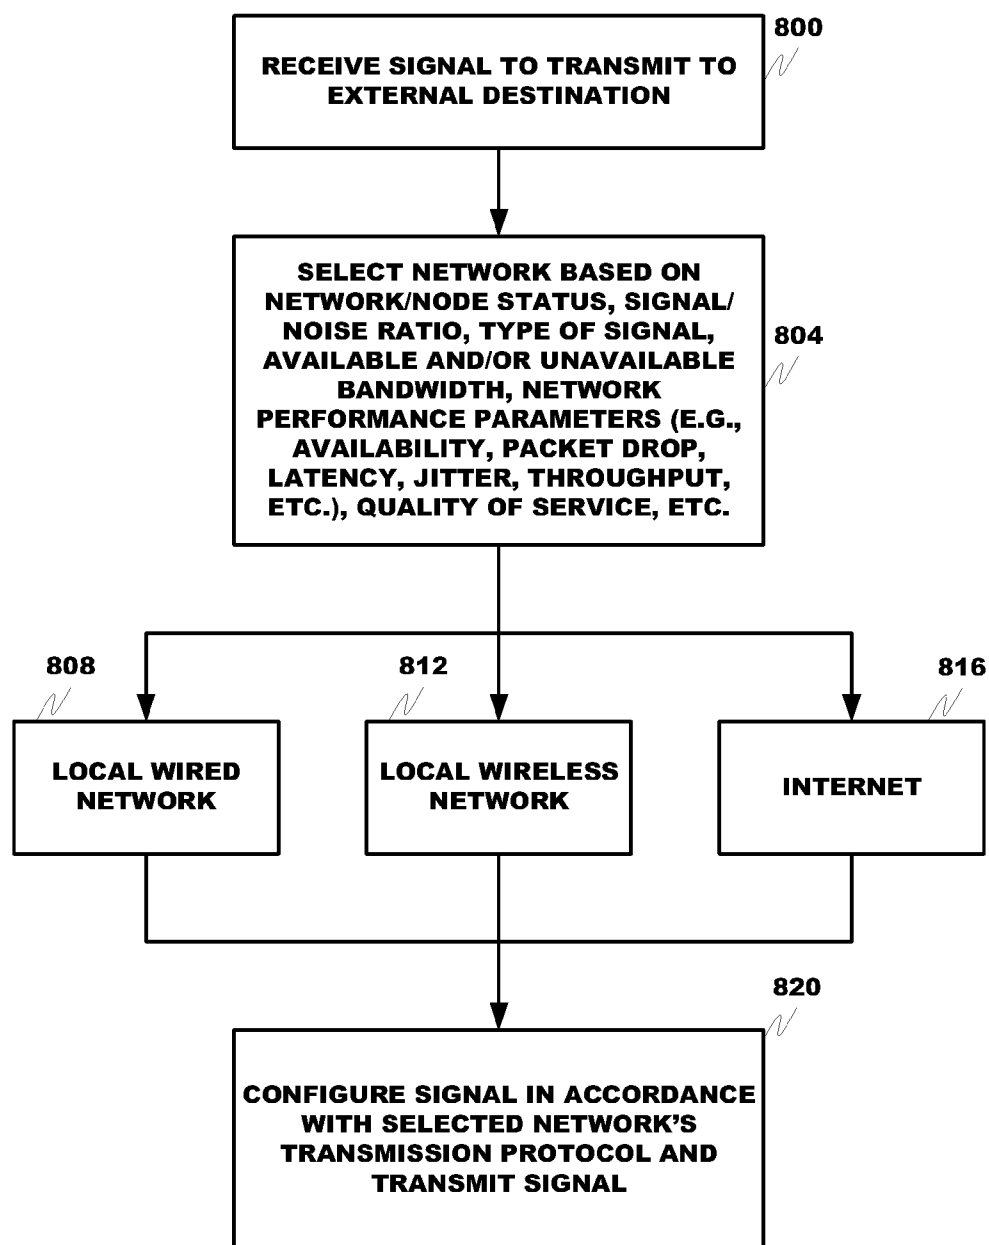 800
RECEIVE SIGNAL TO TRANSMIT TO
EXTERNAL DESTINATION
804
SELECT NETWORK BASED ON
NETWORK/NODE STATUS, SIGNAL/
NOISE RATIO, TYPE OF SIGNAL,
AVAILABLE AND/OR UNAVAILABLE
BANDWIDTH, NETWORK
PERFORMANCE PARAMETERS (E.G.,
AVAILABILITY, PACKET DROP,
LATENCY, JITTER, THROUGHPUT,
ETC.), QUALITY OF SERVICE, ETC.
808
LOCAL WIRED
NETWORK
812
LOCAL WIRELESS
NETWORK
816
INTERNET
820
CONFIGURE SIGNAL IN ACCORDANCE
WITH SELECTED NETWORK’S
TRANSMISSION PROTOCOL AND
TRANSMIT SIGNAL